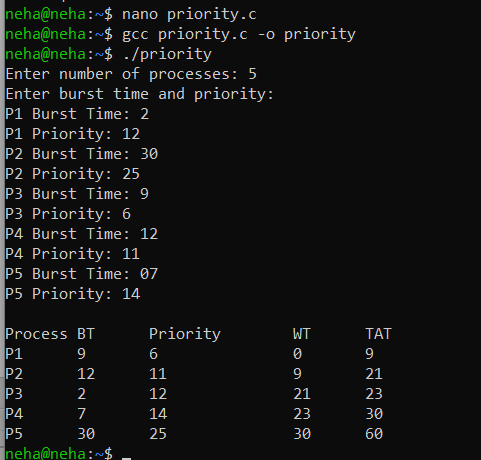 neha@neha:~$ nano priority.c
neha@neha:~$ gcc priority.c -o priority
neha@neha:~$ ./priority
Enter number of processes: 5
Enter burst time and priority:
P1 Burst Time: 2
P1 Priority: 12
P2 Burst Time: 30
P2 Priority: 25
P3 Burst Time: 9
P3 Priority: 6
P4 Burst Time: 12
P4 Priority: 11
P5 Burst Time: 07
P5 Priority: 14

Process BT Priority WT TAT
P1 9 6 0 9
P2 12 11 9 21
P3 2 12 21 23
P4 7 14 23 30
P5 30 25 30 60
neha@neha:~$ _